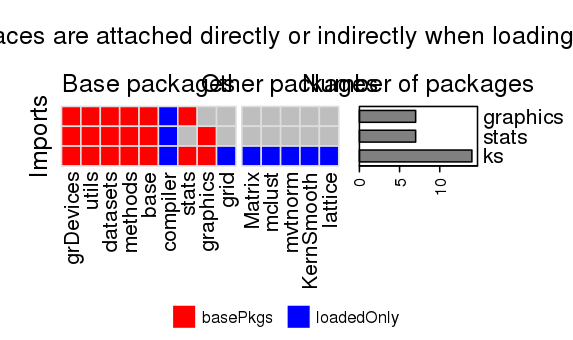 aces are attached directly or indirectly when loading
Base packages
Other packages
Number of packages
Imports
graphics
stats
ks
0 5 10
grDevices
utils
datasets
methods
base
compiler
stats
graphics
grid
Matrix
mclust
mvtnorm
KernSmooth
lattice
basePkgs loadedOnly